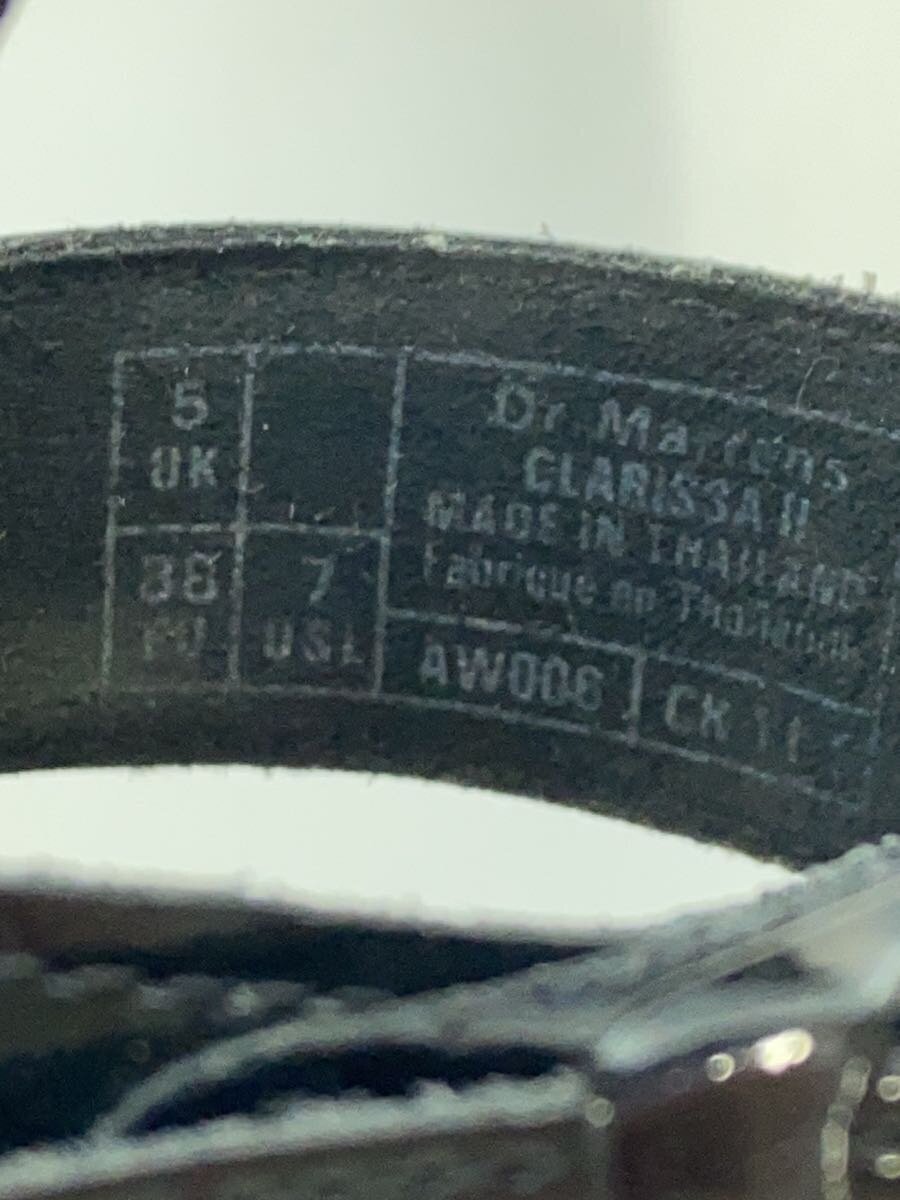 5
UK
38
EU
7
USL
Dr. Martens
CLARISSA II
MADE IN THAILAND
Fabrique en Thailande
AW006
CK 11